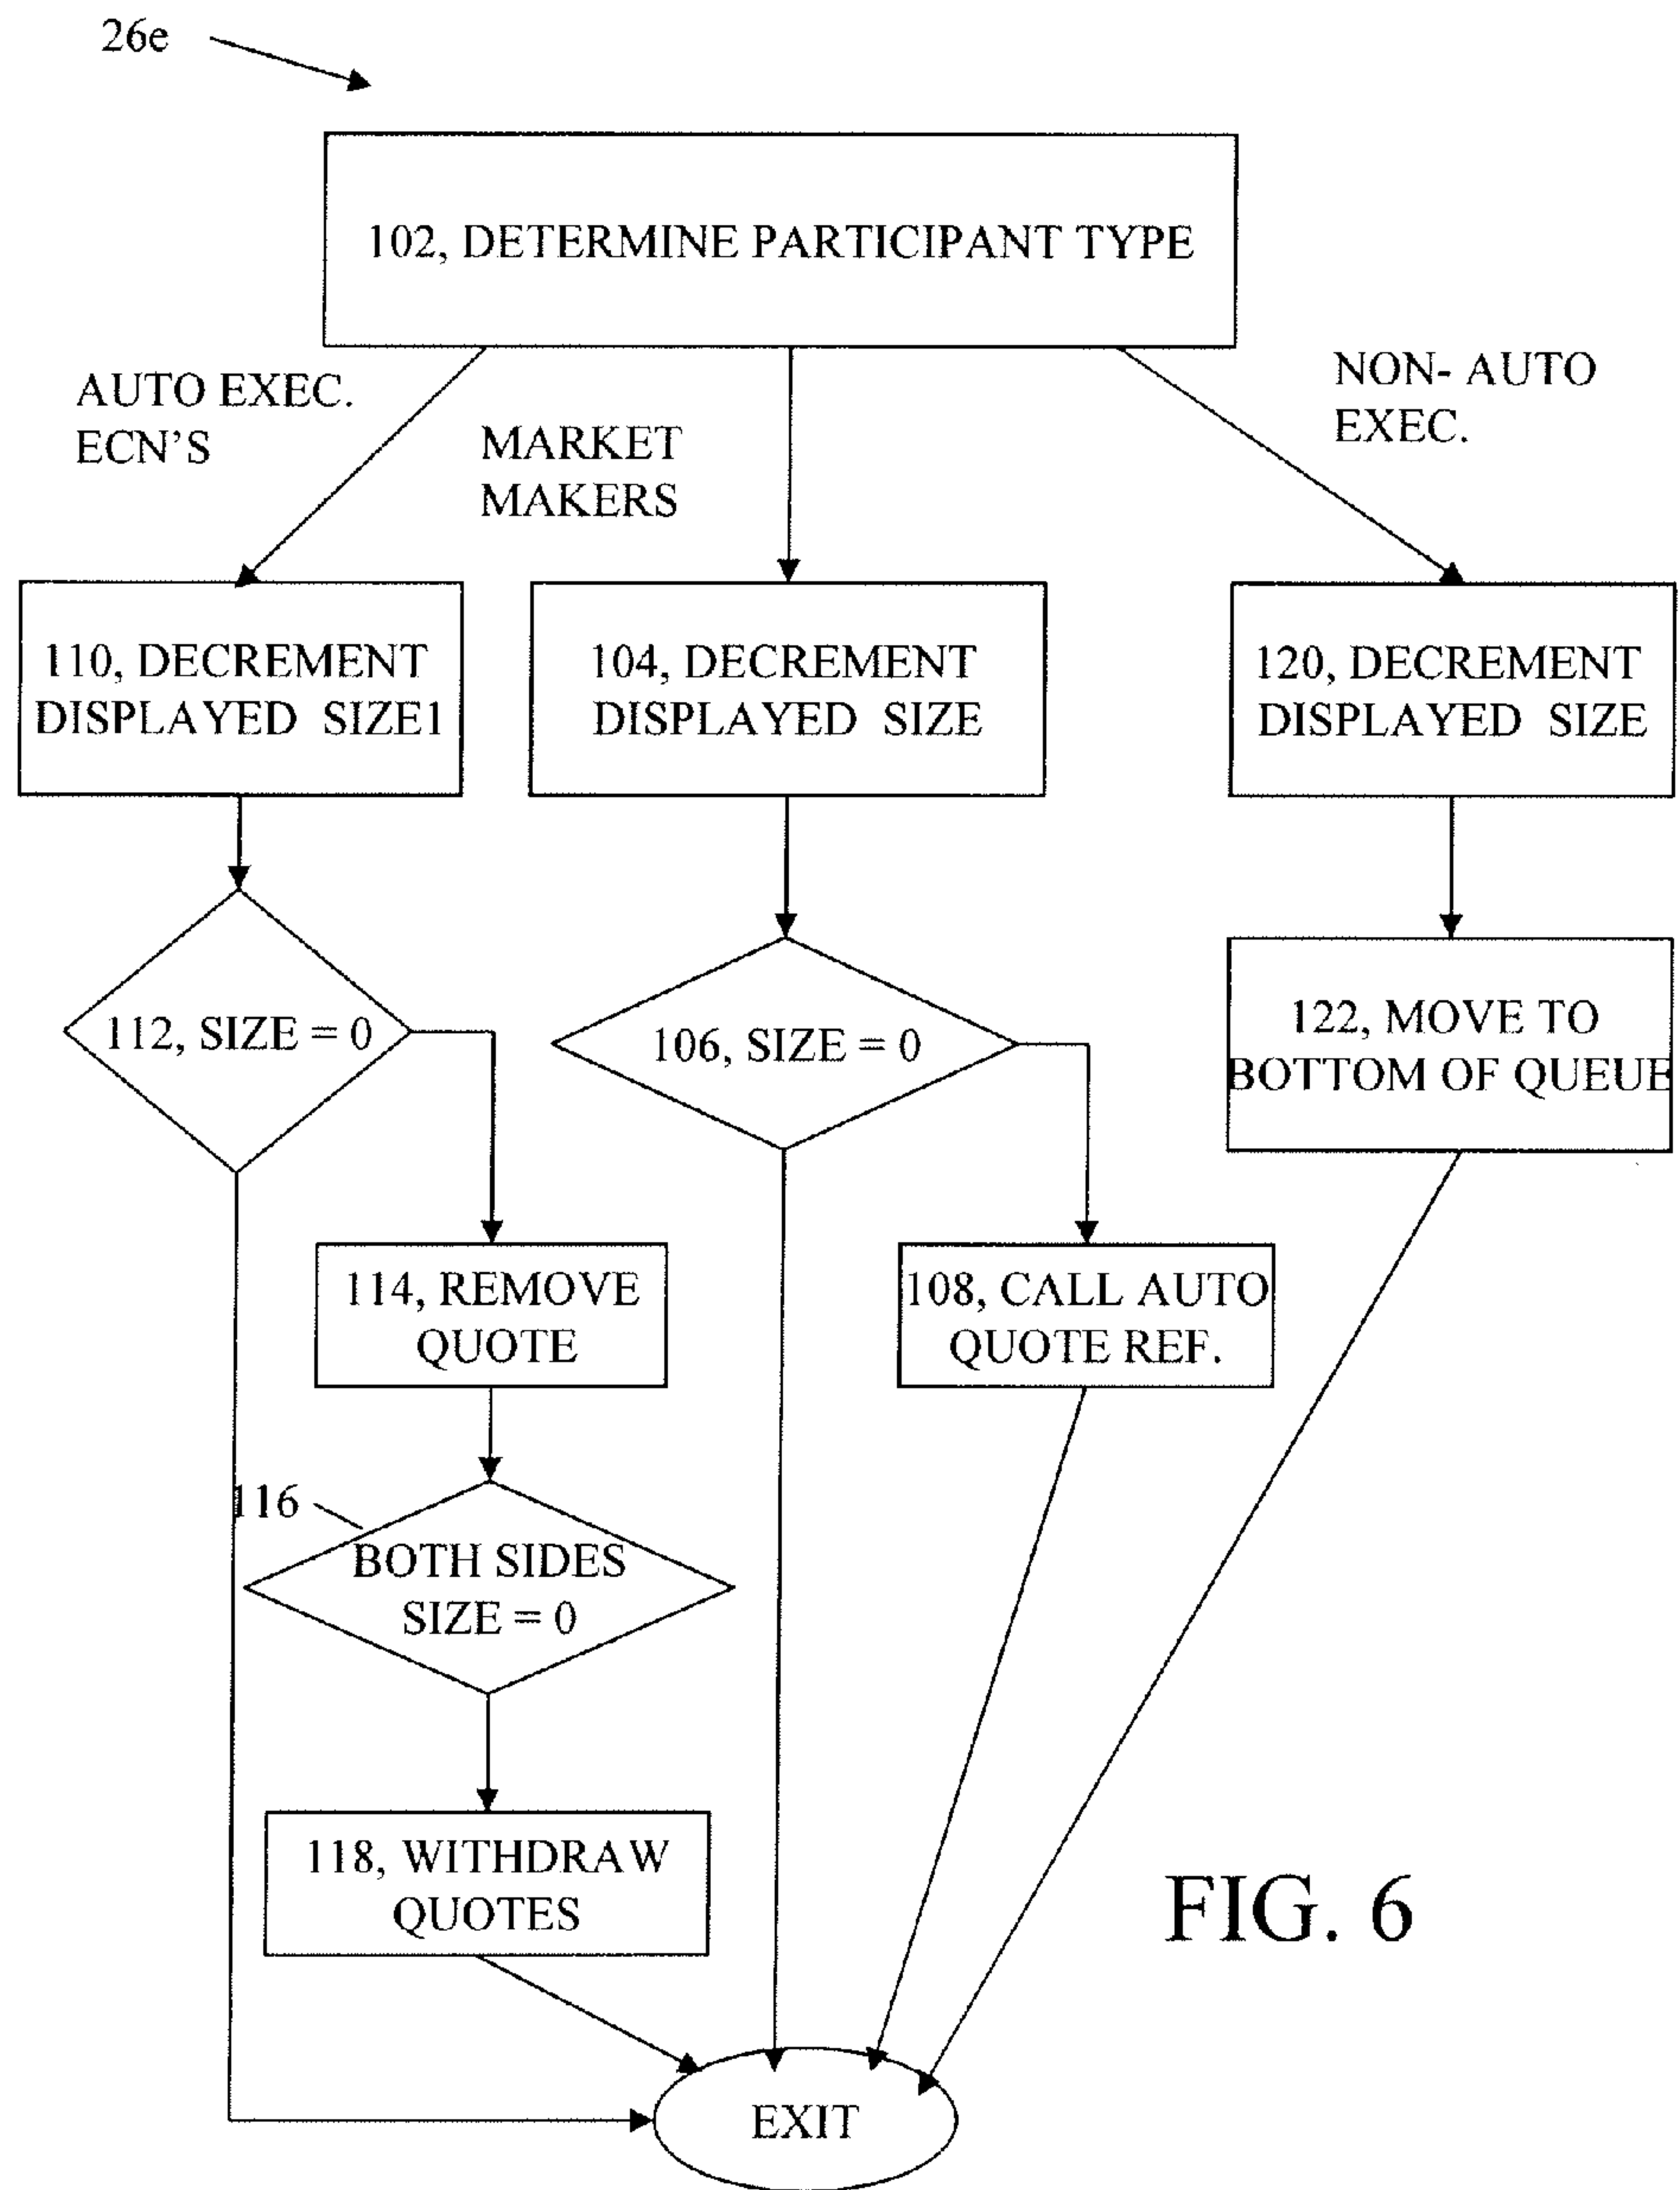 26e
102, DETERMINE PARTICIPANT TYPE
AUTO EXEC.
ECN'S
MARKET
MAKERS
NON- AUTO
EXEC.
110, DECREMENT
DISPLAYED SIZE1
104, DECREMENT
DISPLAYED SIZE
120, DECREMENT
DISPLAYED SIZE
112, SIZE = 0
106, SIZE = 0
122, MOVE TO
BOTTOM OF QUEUE
114, REMOVE
QUOTE
108, CALL AUTO
QUOTE REF.
116
BOTH SIDES
SIZE = 0
118, WITHDRAW
QUOTES
EXIT
FIG. 6